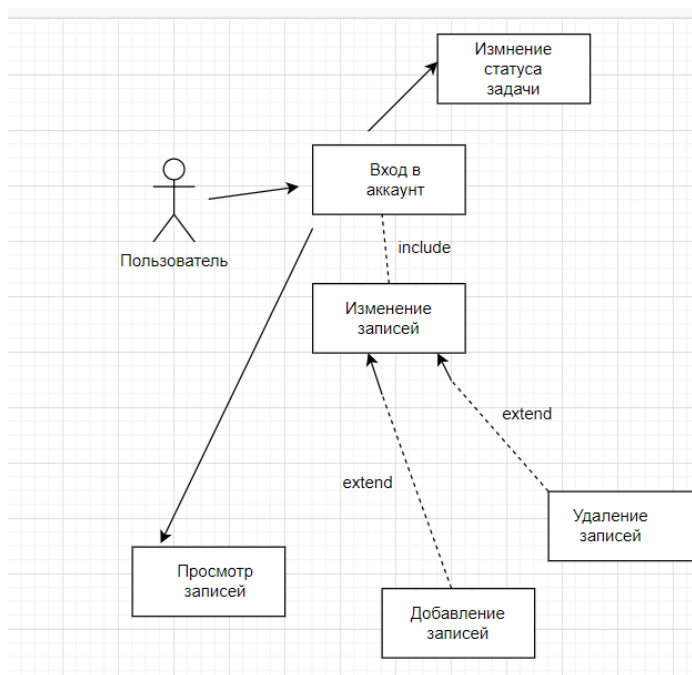 Измнение
статуса
задачи
Вход в
аккаунт
Пользователь
include
Изменение
записей
extend
extend
Удаление
записей
Просмотр
записей
Добавление
записей